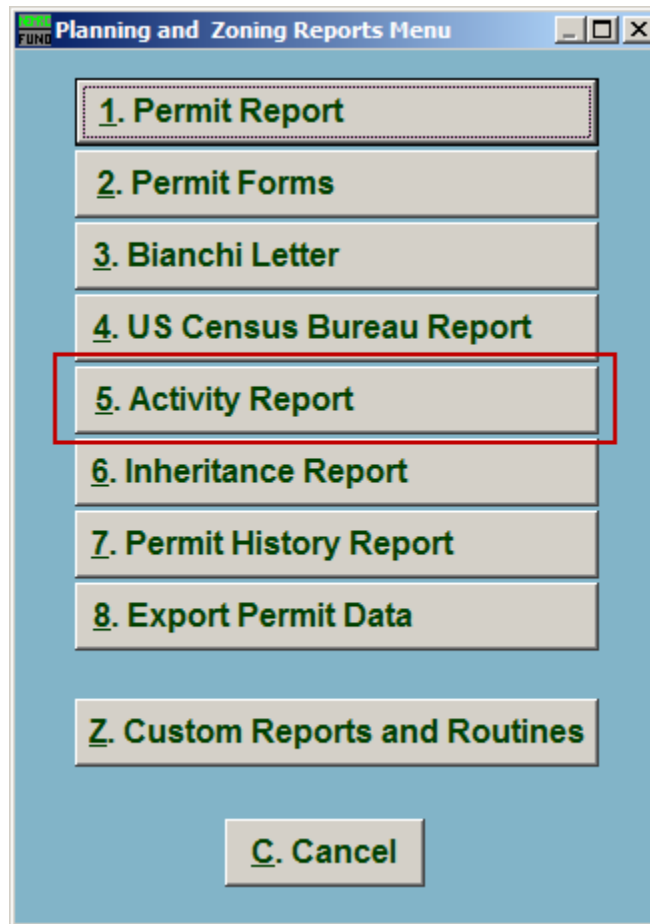 FUND Planning and Zoning Reports Menu
1. Permit Report
2. Permit Forms
3. Bianchi Letter
4. US Census Bureau Report
5. Activity Report
6. Inheritance Report
7. Permit History Report
8. Export Permit Data
Z. Custom Reports and Routines
C. Cancel